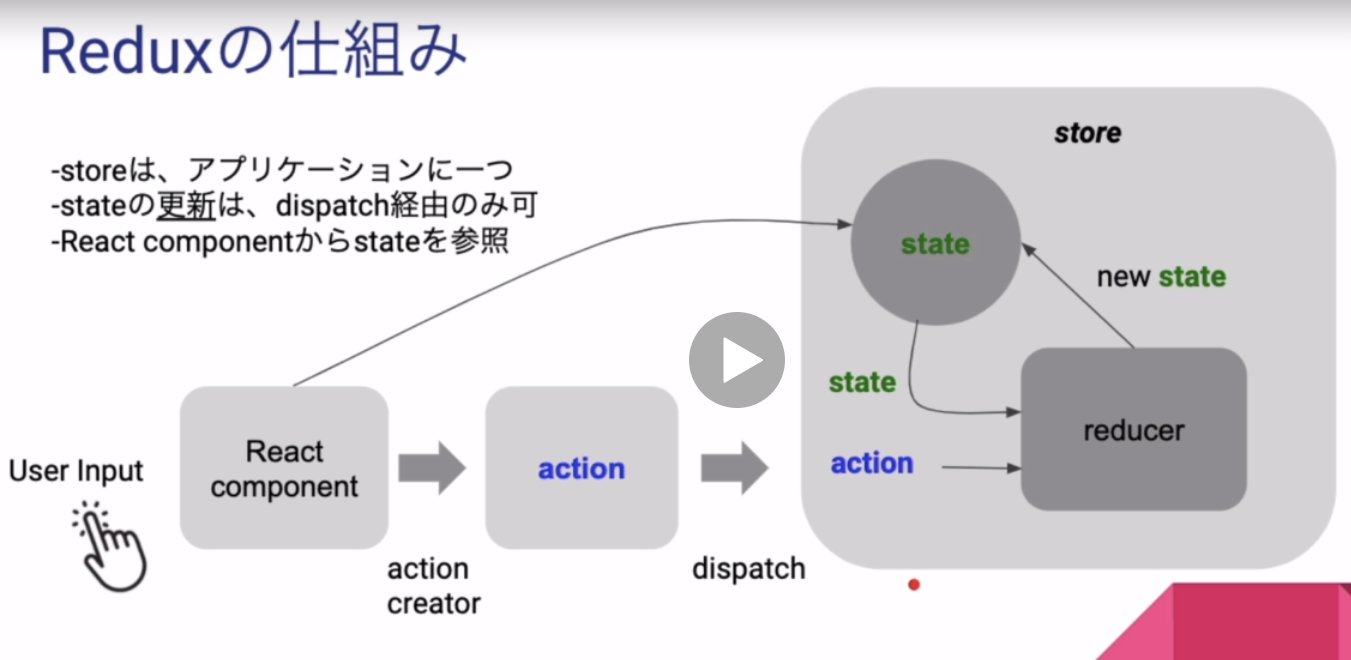 Reduxの仕組み
-storeは、アプリケーションに一つ
-stateの更新は、dispatch経由のみ可
-React componentからstateを参照
store
state
new state
state
reducer
action
User Input
React
component
action
action
creator
dispatch